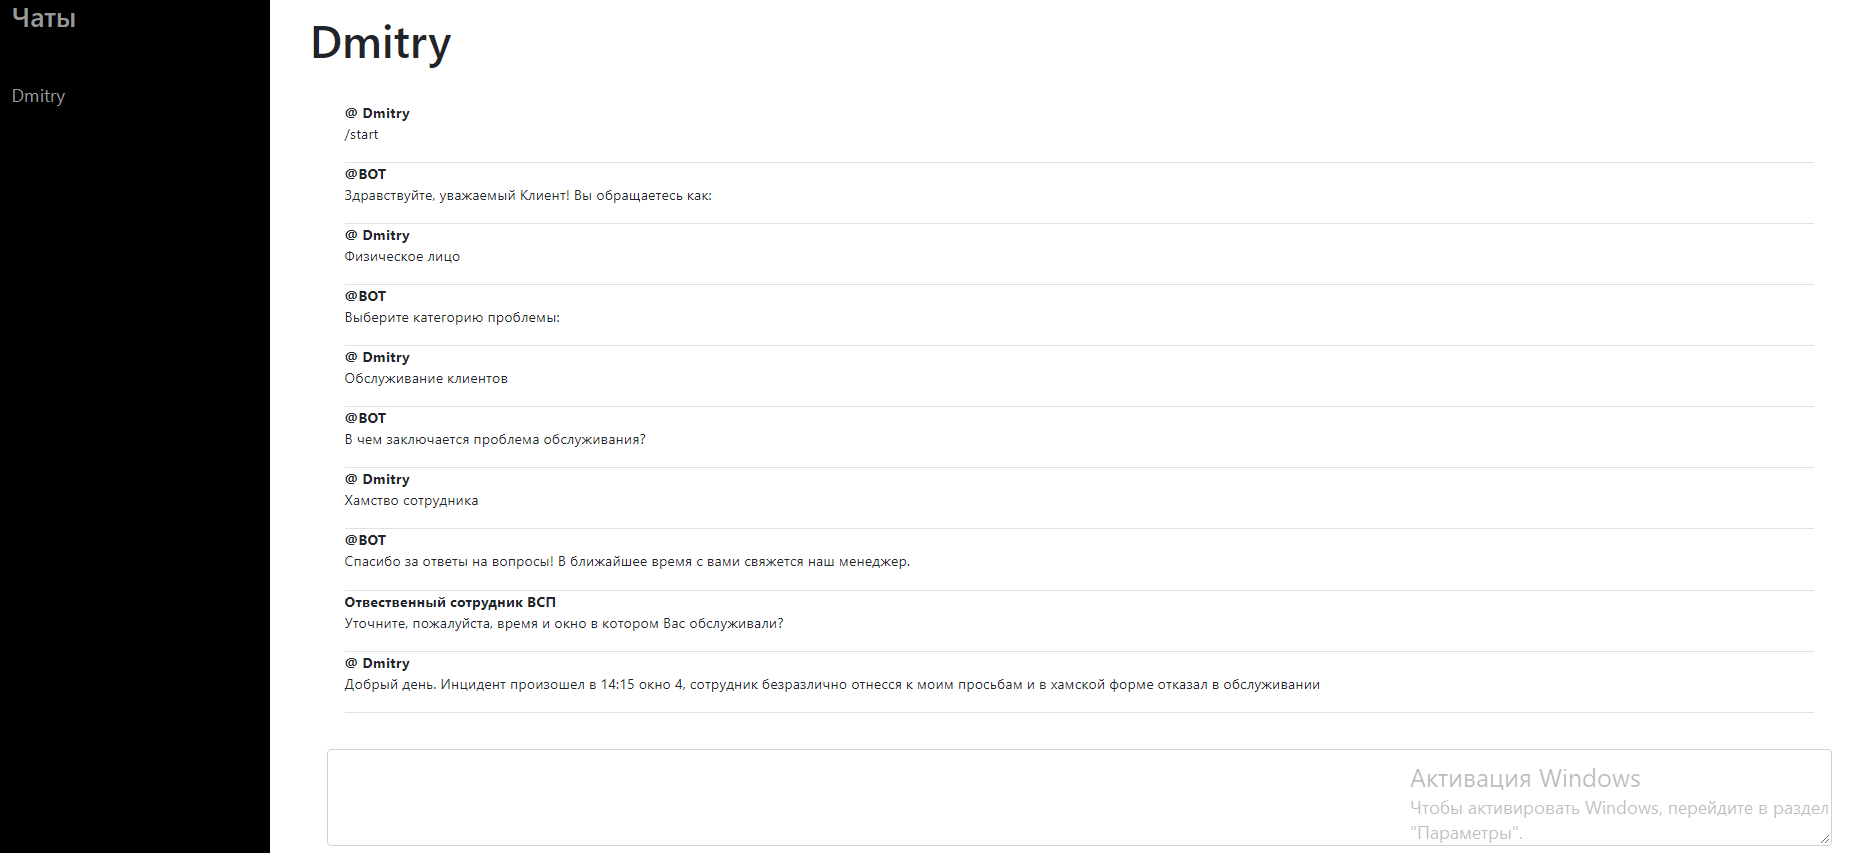 Чаты
Dmitry
Dmitry
@ Dmitry
/start
@BOT
Здравствуйте, уважаемый Клиент! Вы обращаетесь как:
@ Dmitry
Физическое лицо
@BOT
Выберите категорию проблемы:
@ Dmitry
Обслуживание клиентов
@BOT
В чем заключается проблема обслуживания?
@ Dmitry
Хамство сотрудника
@BOT
Спасибо за ответы на вопросы! В ближайшее время с вами свяжется наш менеджер.
Отвественный сотрудник ВСП
Уточните, пожалуйста, время и окно в котором Вас обслуживали?
@ Dmitry
Добрый день. Инцидент произошел в 14:15 окно 4, сотрудник безразлично отнесся к моим просьбам и в хамской форме отказал в обслуживании
Активация Windows
Чтобы активировать Windows, перейдите в раздел
"Параметры".